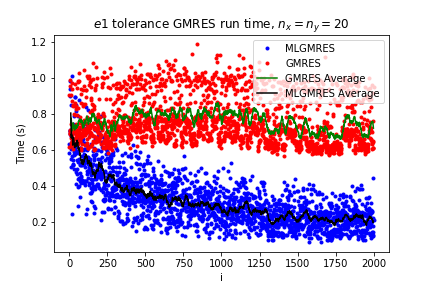 e1 tolerance GMRES run time, n_x = n_y = 20
MLGMRES
GMRES
GMRES Average
MLGMRES Average
Time (s)
1.2
1.0
0.8
0.6
0.4
0.2
0 250 500 750 1000 1250 1500 1750 2000
i